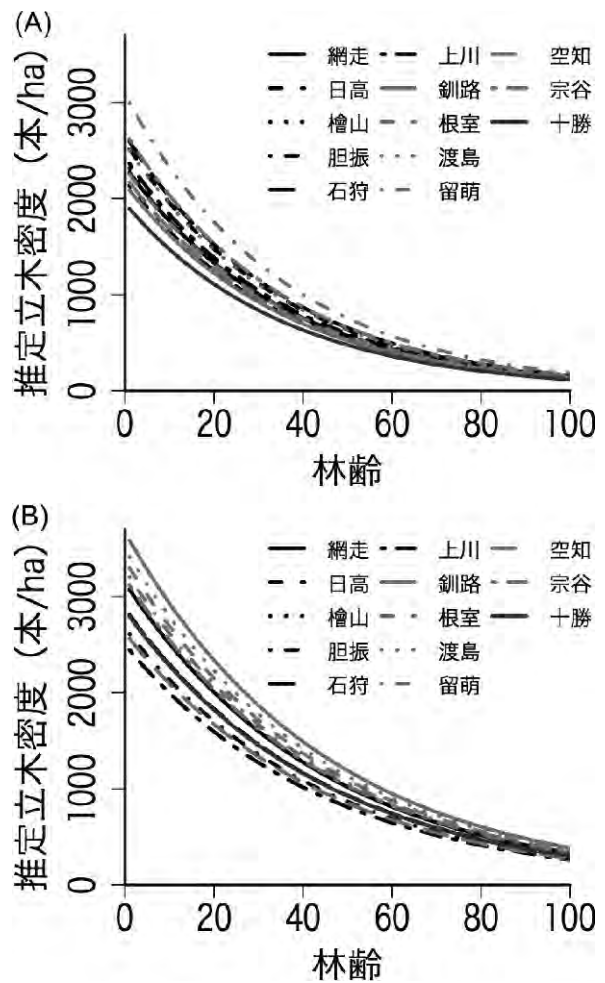 (A)
推定立木密度（本/ha）
3000
2000
1000
0
網走 上川 空知
日高 釧路 宗谷
檜山 根室 十勝
胆振 渡島
石狩 留萌
0 20 40 60 80 100
林齢
(B)
推定立木密度（本/ha）
3000
2000
1000
0
網走 上川 空知
日高 釧路 宗谷
檜山 根室 十勝
胆振 渡島
石狩 留萌
0 20 40 60 80 100
林齢